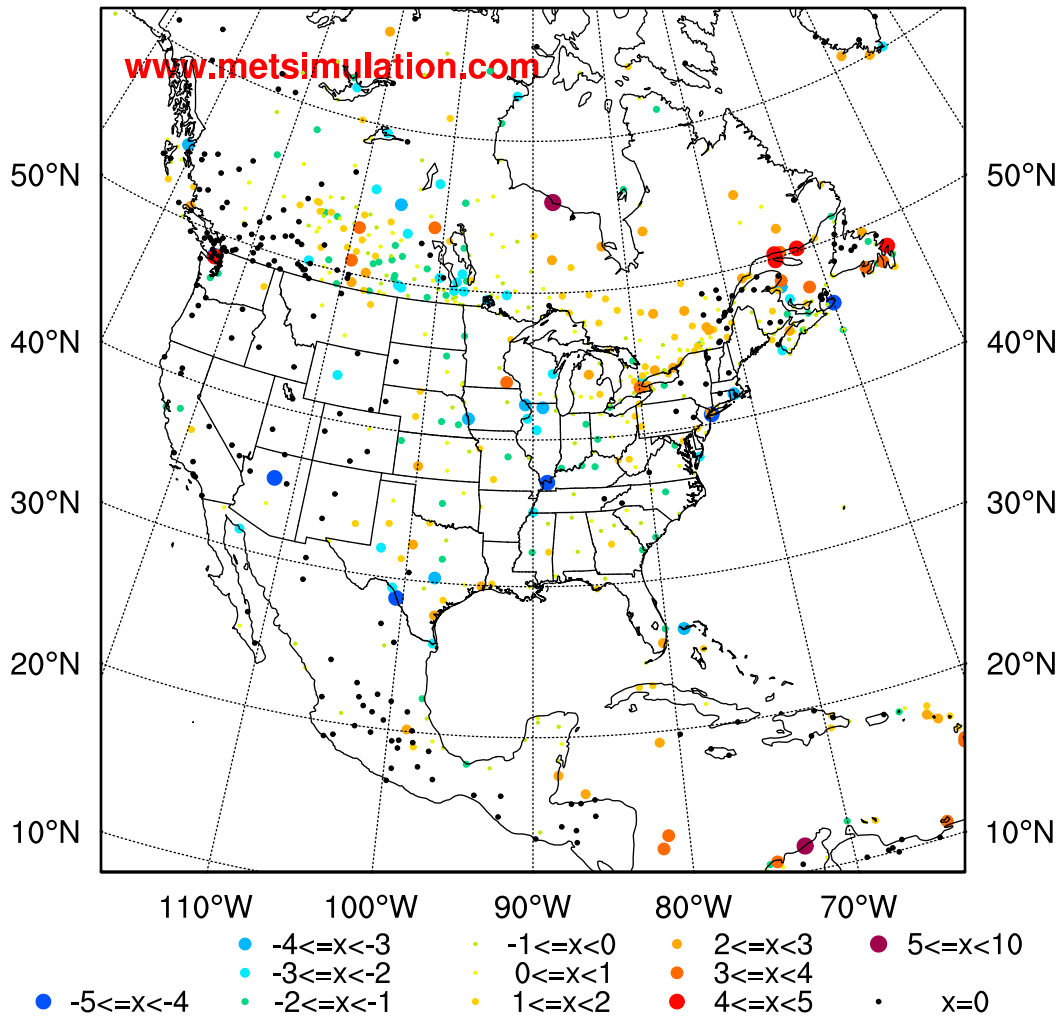 www.metsimulation.com
50°N 50°N
40°N 40°N
30°N 30°N
20°N 20°N
10°N 10°N
110°W 100°W 90°W 80°W 70°W
-4<=x<-3 -1<=x<0 2<=x<3 5<=x<10
-3<=x<-2 0<=x<1 3<=x<4
-5<=x<-4 -2<=x<-1 1<=x<2 4<=x<5 x=0